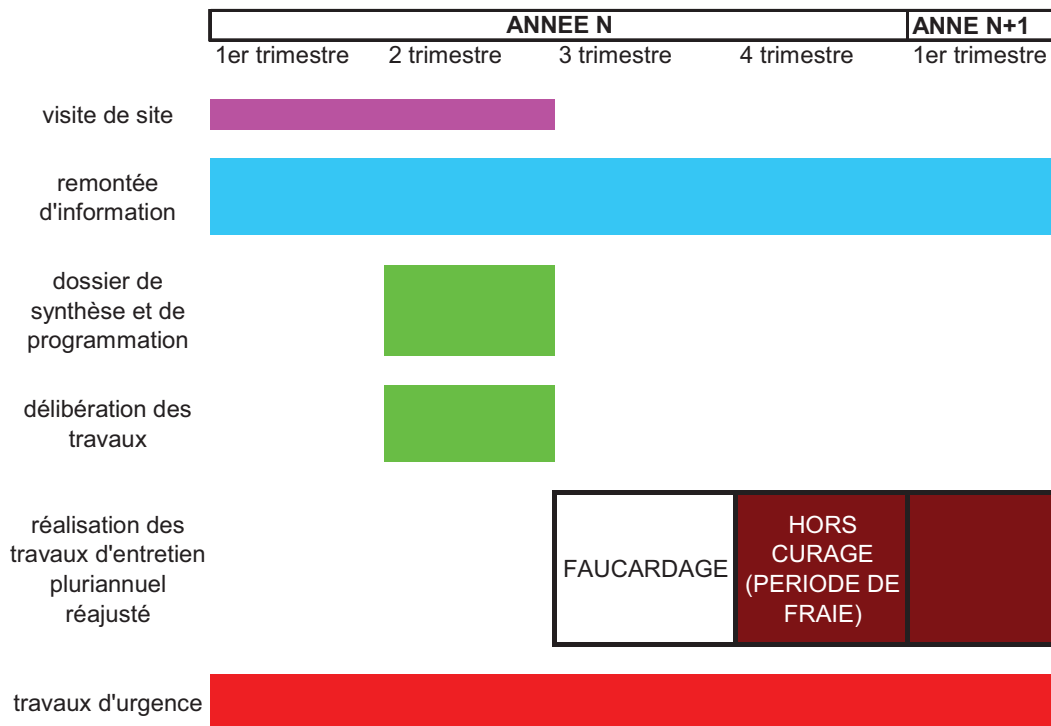 ANNEE N
ANNE N+1
1er trimestre
2 trimestre
3 trimestre
4 trimestre
1er trimestre
visite de site
remontée
d'information
dossier de
synthèse et de
programmation
délibération des
travaux
réalisation des
travaux d'entretien
pluriannuel
réajusté
FAUCARDAGE
HORS
CURAGE
(PERIODE DE
FRAIE)
travaux d'urgence